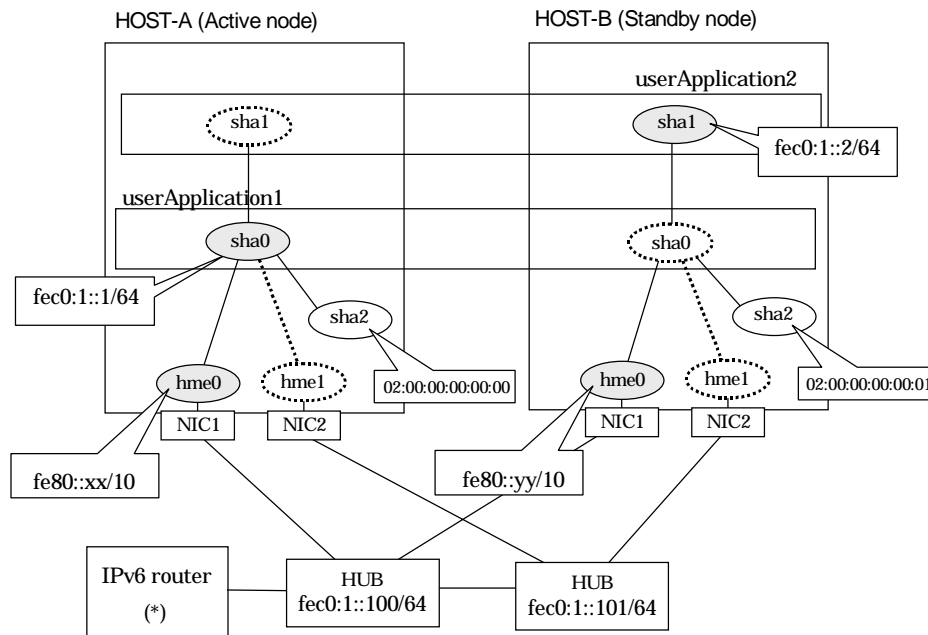 HOST-A (Active node)
HOST-B (Standby node)
userApplication2
sha1
sha1
fec0:1::2/64
userApplication1
sha0
sha0
fec0:1::1/64
sha2
sha2
hme0
hme1
02:00:00:00:00:00
hme0
hme1
02:00:00:00:00:01
NIC1
NIC2
NIC1
NIC2
fe80::xx/10
fe80::yy/10
IPv6 router
(*)
HUB
fec0:1::100/64
HUB
fec0:1::101/64